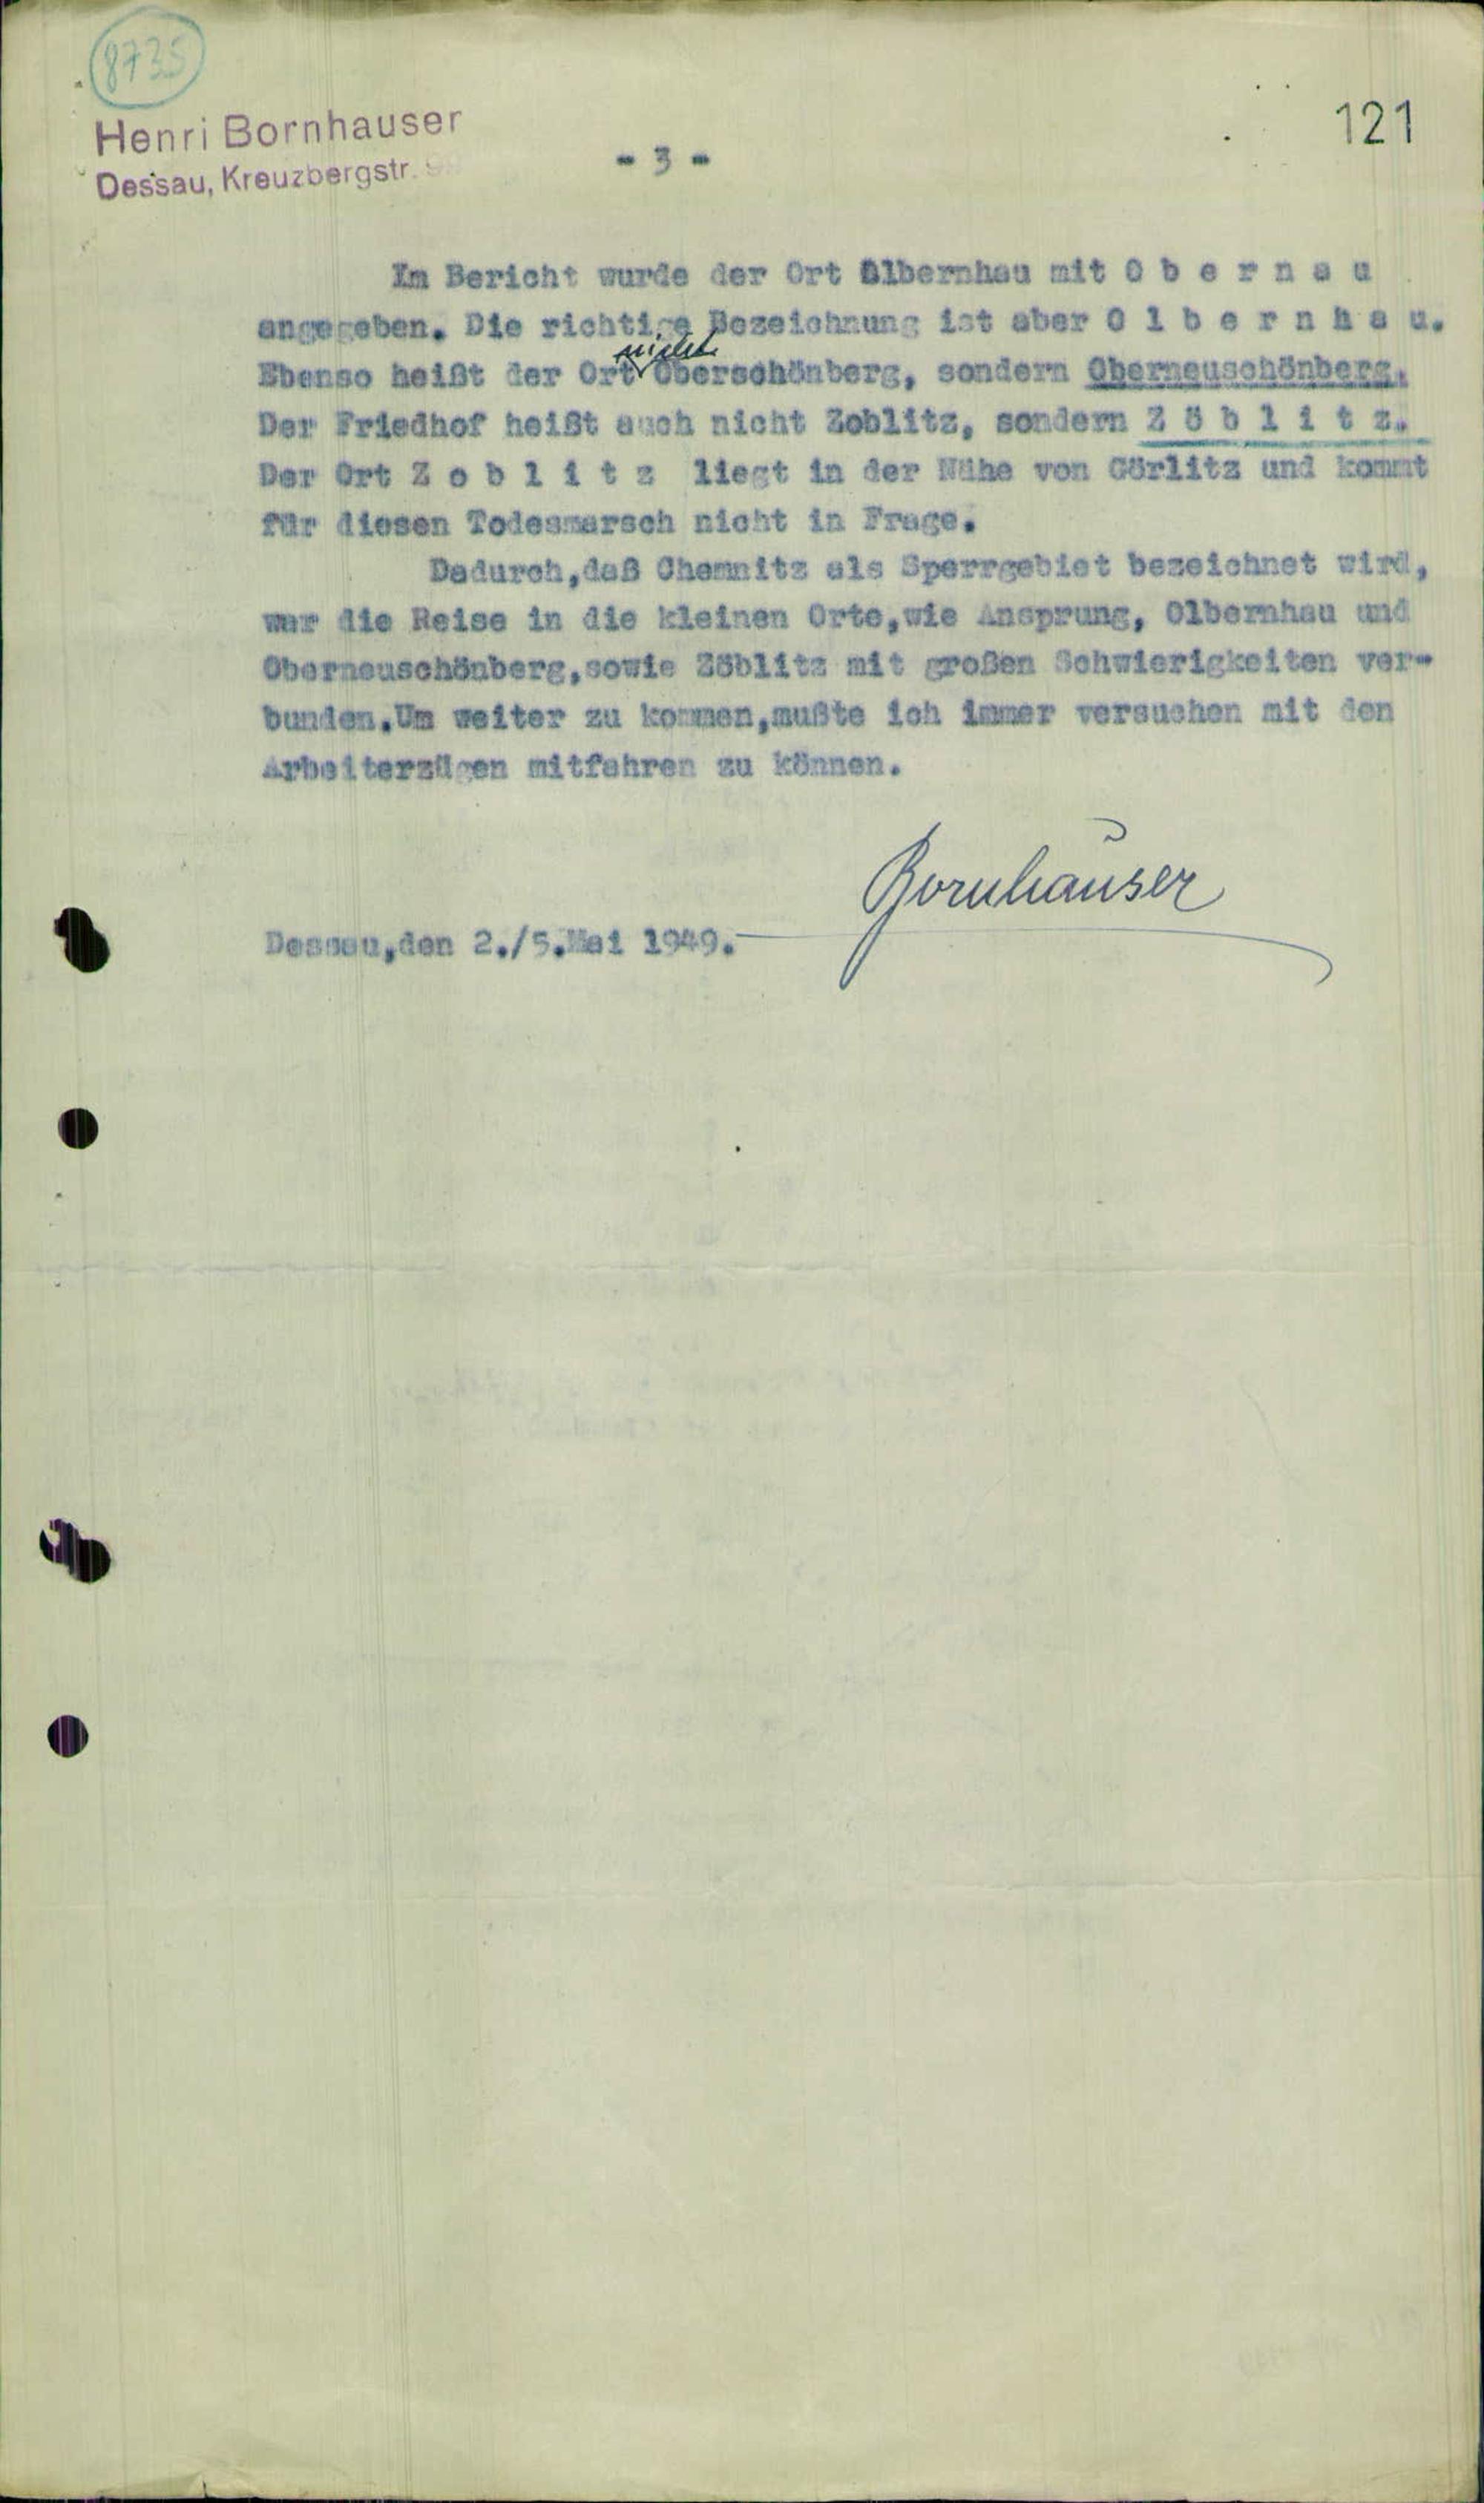 8735
Henri Bornhauser
Dessau, Kreuzbergstr.
121
- 3 -
Im Bericht wurde der Ort Olbernhau mit O b e r n a u
angegeben. Die richtige Bezeichnung ist aber O l b e r n h a u.
nicht
Ebenso heißt der Ort Oberschönberg, sondern Oberneuschönberg.
Der Friedhof heißt auch nicht Zoblitz, sondern Z ö b l i t z.
Der Ort Z o b l i t z liegt in der Nähe von Görlitz und kommt
für diesen Todesmarsch nicht in Frage.
Dadurch,daß Chemnitz als Sperrgebiet bezeichnet wird,
war die Reise in die kleinen Orte,wie Ansprung, Olbernhau und
Oberneuschönberg,sowie Zöblitz mit großen Schwierigkeiten ver-
bunden.Um weiter zu kommen,mußte ich immer versuchen mit den
Arbeiterzügen mitfahren zu können.
Bornhauser
Dessau,den 2./5.Mai 1949.